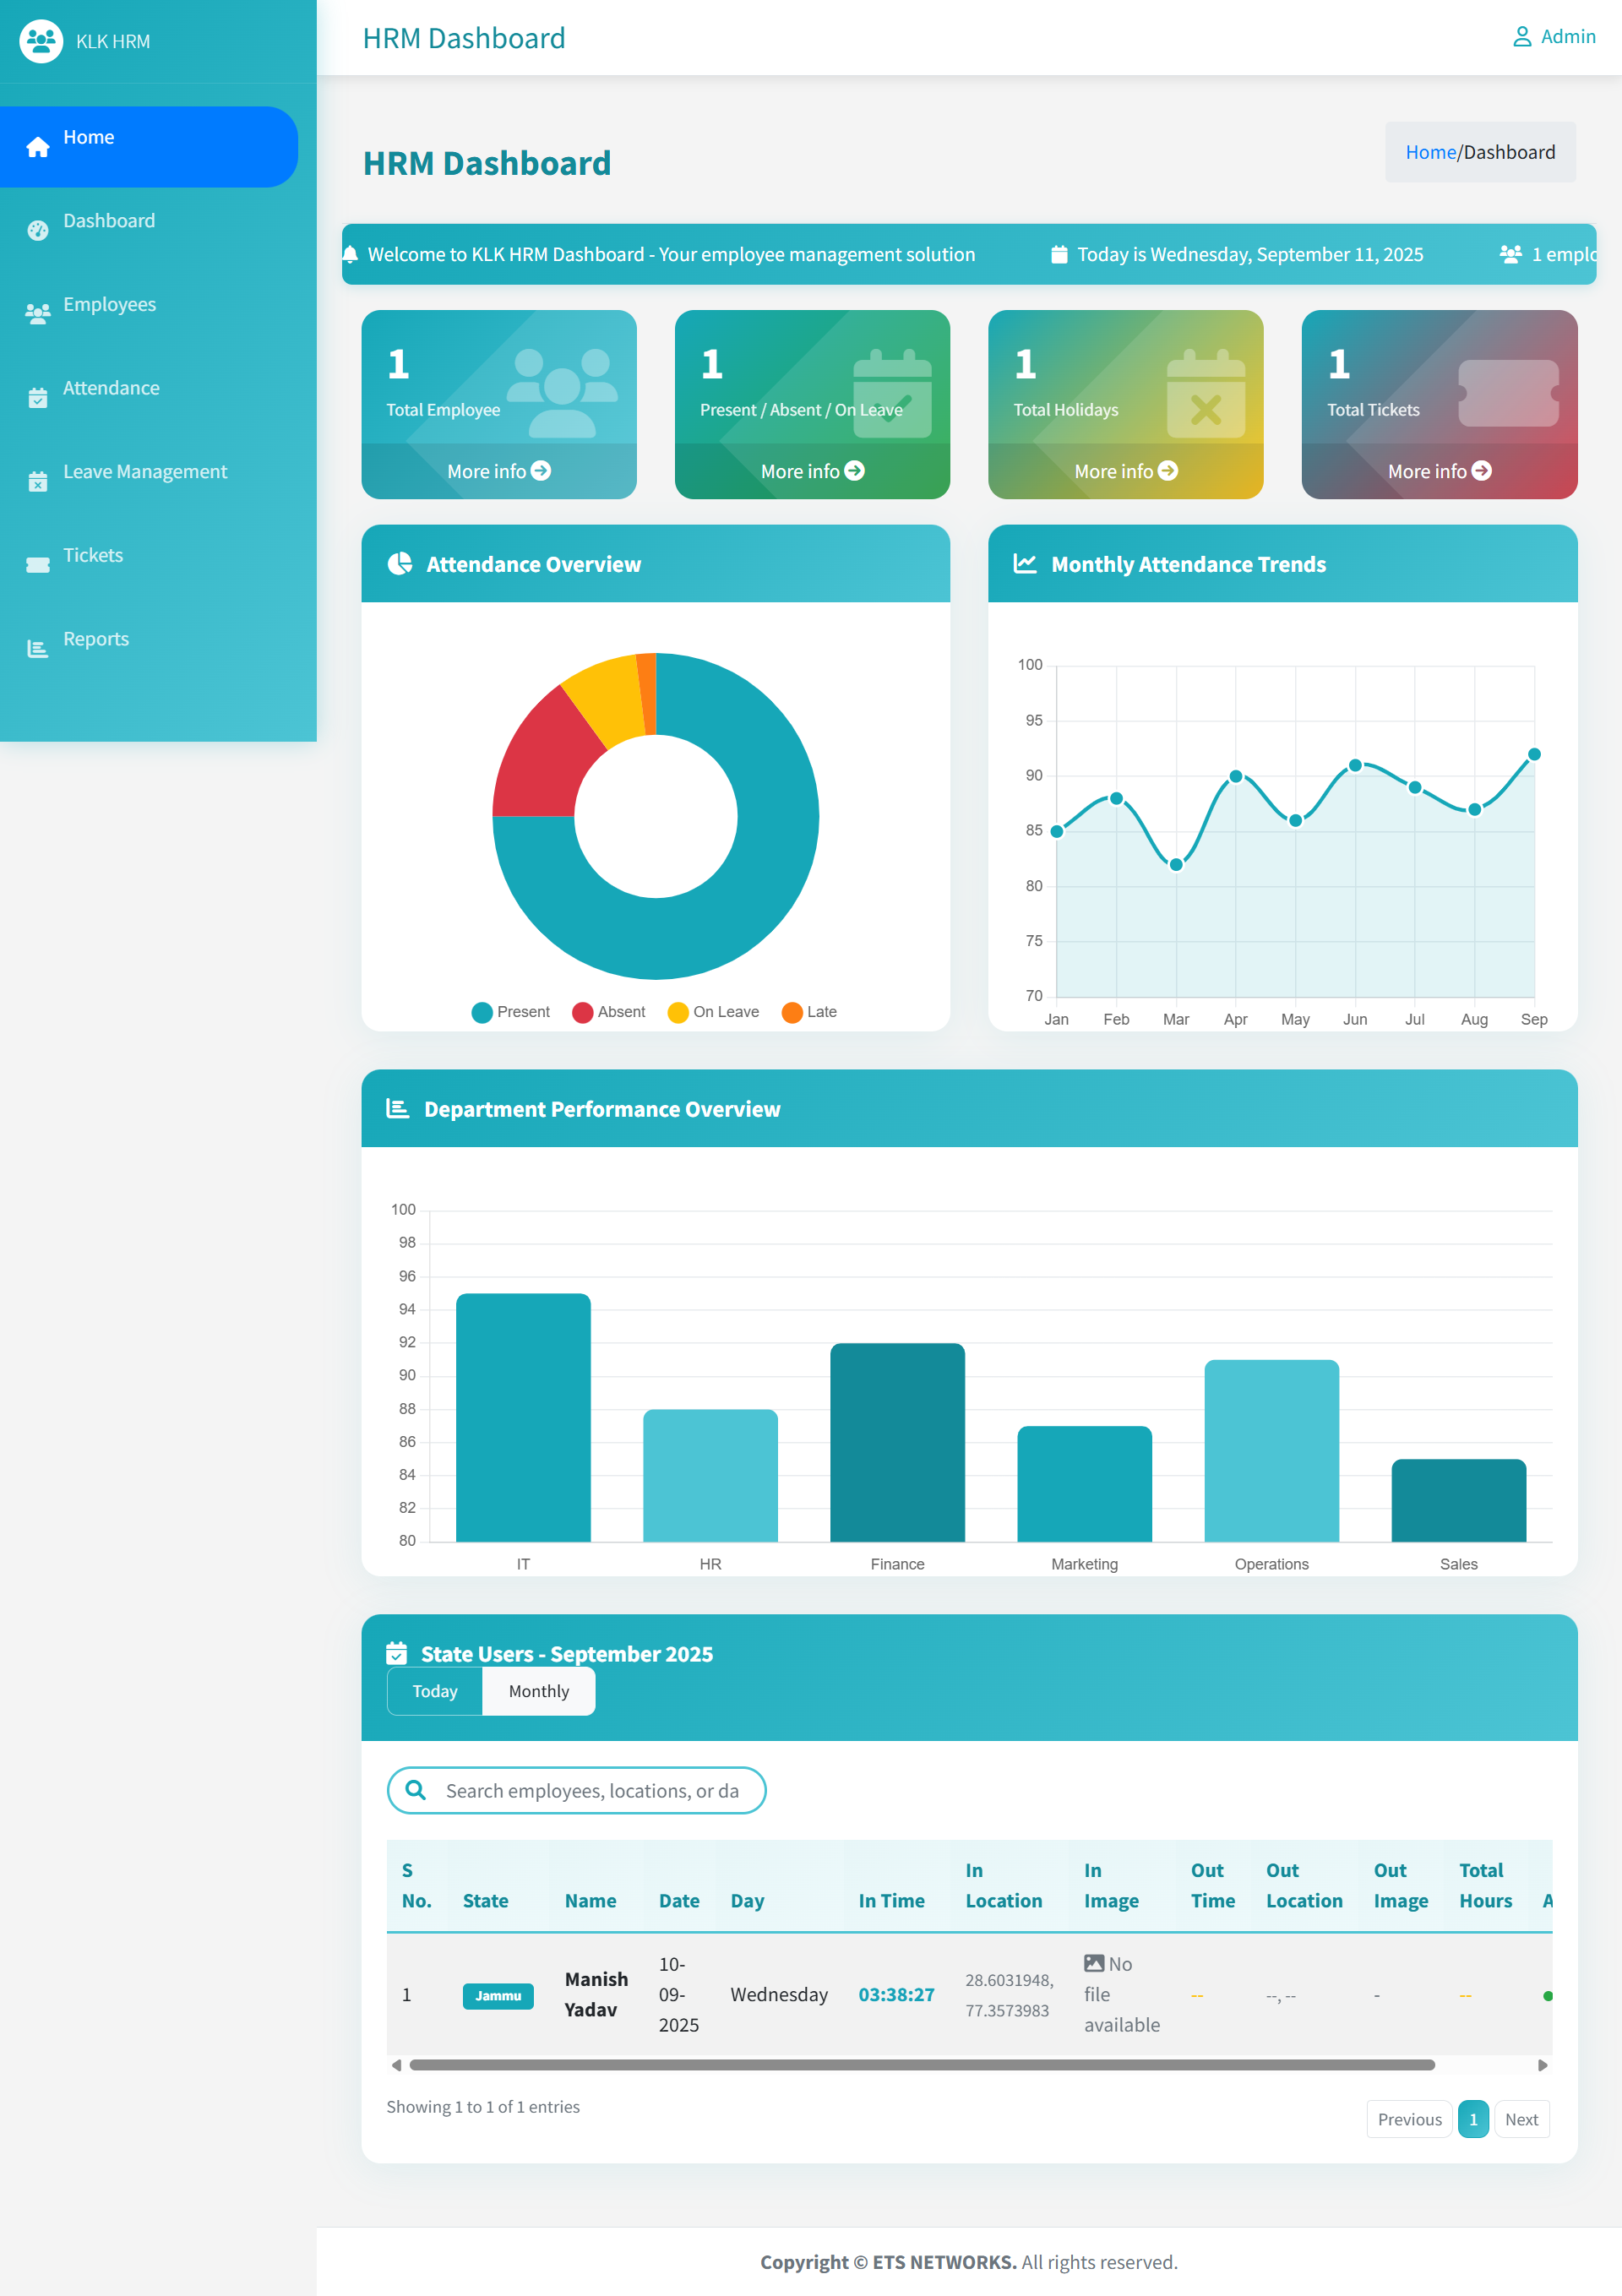 KLK HRM
HRM Dashboard
Admin
Home
Dashboard
Employees
Attendance
Leave Management
Tickets
Reports
HRM Dashboard
Home/Dashboard
Welcome to KLK HRM Dashboard - Your employee management solution Today is Wednesday, September 11, 2025 1 emplo
1
Total Employee
More info
1
Present / Absent / On Leave
More info
1
Total Holidays
More info
1
Total Tickets
More info
Attendance Overview
Present Absent On Leave Late
Monthly Attendance Trends
100
95
90
85
80
75
70
Jan Feb Mar Apr May Jun Jul Aug Sep
Department Performance Overview
100
98
96
94
92
90
88
86
84
82
80
IT HR Finance Marketing Operations Sales
State Users - September 2025
Today Monthly
Search employees, locations, or da
S No. State Name Date Day In Time In Location In Image Out Time Out Location Out Image Total Hours A
1 Jammu Manish Yadav 10-09-2025 Wednesday 03:38:27 28.6031948, 77.3573983 No file available -- --, -- - --
Showing 1 to 1 of 1 entries
Previous 1 Next
Copyright © ETS NETWORKS. All rights reserved.